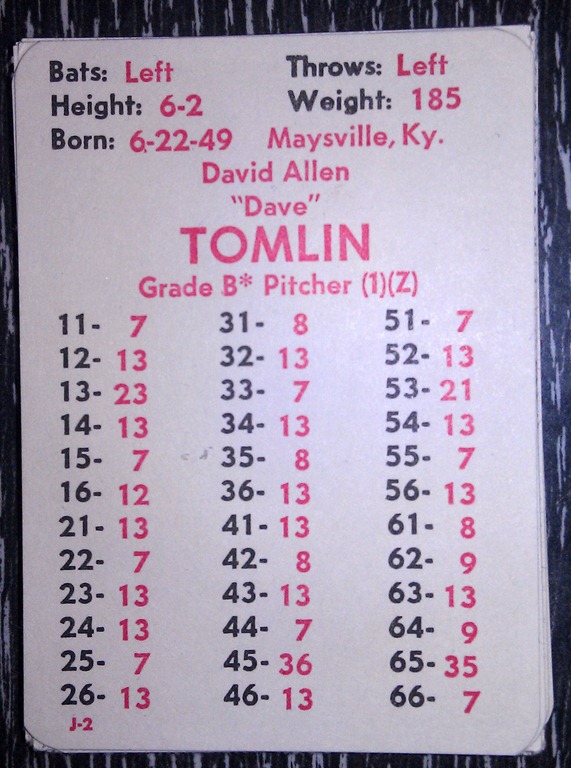 Bats: Left Throws: Left
Height: 6-2 Weight: 185
Born: 6-22-49 Maysville, Ky.
David Allen
"Dave"
TOMLIN
Grade B* Pitcher (1)(Z)
11- 7 31- 8 51- 7
12- 13 32- 13 52- 13
13- 23 33- 7 53- 21
14- 13 34- 13 54- 13
15- 7 35- 8 55- 7
16- 12 36- 13 56- 13
21- 13 41- 13 61- 8
22- 7 42- 8 62- 9
23- 13 43- 13 63- 13
24- 13 44- 7 64- 9
25- 7 45- 36 65- 35
26- 13 46- 13 66- 7
J-2